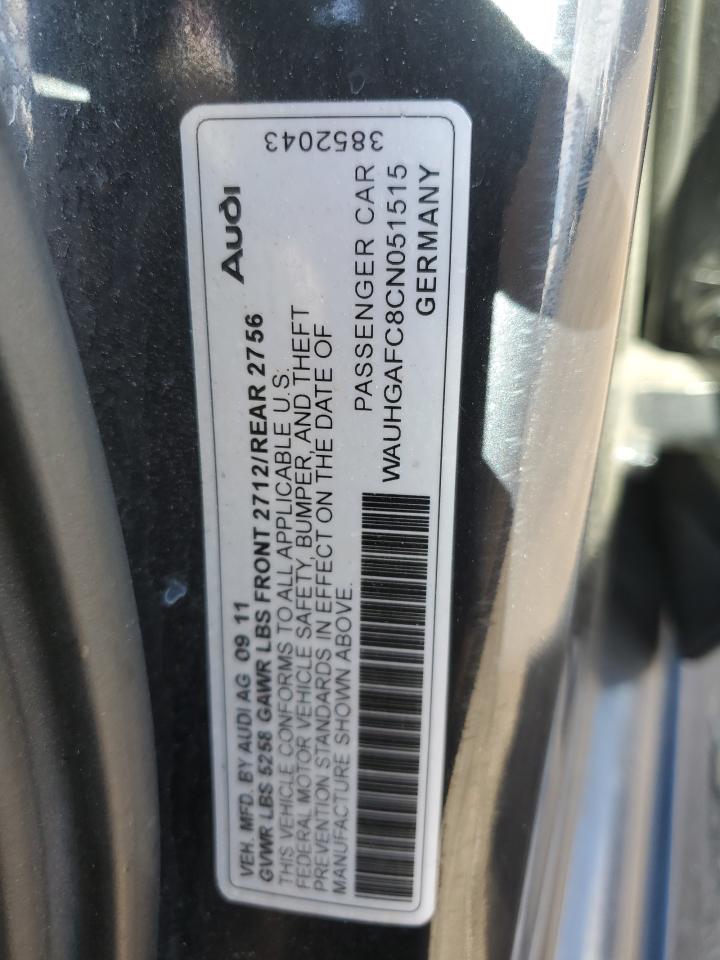 Audi
3852043
VEH. MFD. BY AUDI AG 09 11
GVWR LBS 5258 GAWR LBS FRONT 2712/REAR 2756
THIS VEHICLE CONFORMS TO ALL APPLICABLE U.S.
FEDERAL MOTOR VEHICLE SAFETY, BUMPER, AND THEFT
PREVENTION STANDARDS IN EFFECT ON THE DATE OF
MANUFACTURE SHOWN ABOVE.
PASSENGER CAR
WAUHGAFC8CN051515
GERMANY